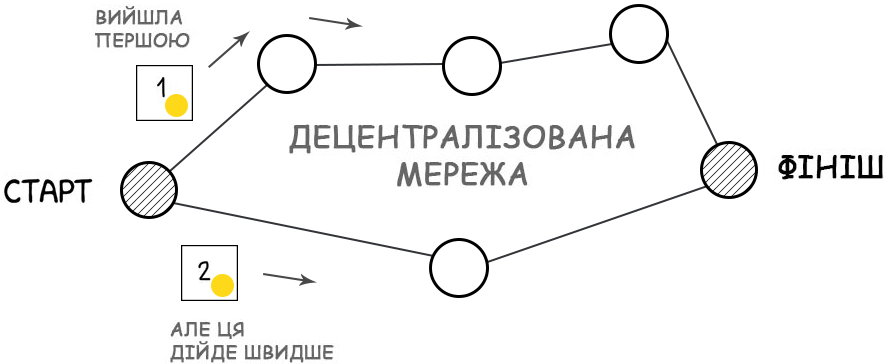 ВИЙШЛА
ПЕРШОЮ
1
ДЕЦЕНТРАЛІЗОВАНА
МЕРЕЖА
СТАРТ
ФІНІШ
2
АЛЕ ЦЯ
ДІЙДЕ ШВИДШЕ